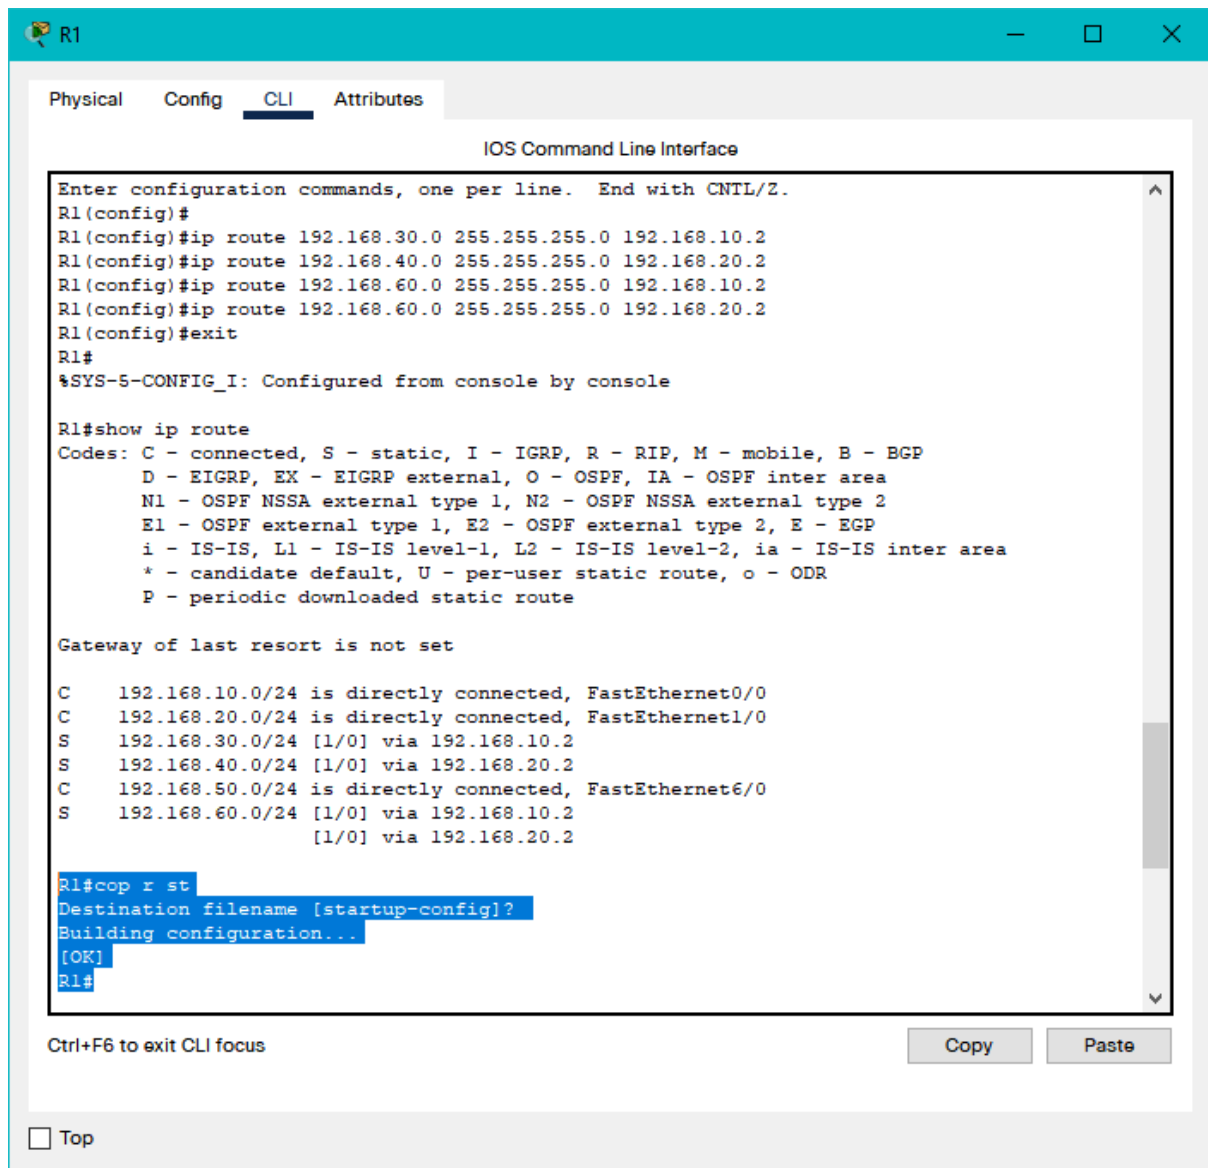 R1
Physical Config CLI Attributes
IOS Command Line Interface
Enter configuration commands, one per line.  End with CNTL/Z.
R1(config)#
R1(config)#ip route 192.168.30.0 255.255.255.0 192.168.10.2
R1(config)#ip route 192.168.40.0 255.255.255.0 192.168.20.2
R1(config)#ip route 192.168.60.0 255.255.255.0 192.168.10.2
R1(config)#ip route 192.168.60.0 255.255.255.0 192.168.20.2
R1(config)#exit
R1#
%SYS-5-CONFIG_I: Configured from console by console
R1#show ip route
Codes: C - connected, S - static, I - IGRP, R - RIP, M - mobile, B - BGP
       D - EIGRP, EX - EIGRP external, O - OSPF, IA - OSPF inter area
       N1 - OSPF NSSA external type 1, N2 - OSPF NSSA external type 2
       E1 - OSPF external type 1, E2 - OSPF external type 2, E - EGP
       i - IS-IS, L1 - IS-IS level-1, L2 - IS-IS level-2, ia - IS-IS inter area
       * - candidate default, U - per-user static route, o - ODR
       P - periodic downloaded static route
Gateway of last resort is not set
C    192.168.10.0/24 is directly connected, FastEthernet0/0
C    192.168.20.0/24 is directly connected, FastEthernet1/0
S    192.168.30.0/24 [1/0] via 192.168.10.2
S    192.168.40.0/24 [1/0] via 192.168.20.2
C    192.168.50.0/24 is directly connected, FastEthernet6/0
S    192.168.60.0/24 [1/0] via 192.168.10.2
                     [1/0] via 192.168.20.2
R1#cop r st
Destination filename [startup-config]?
Building configuration...
[OK]
R1#
Ctrl+F6 to exit CLI focus
Copy Paste
Top